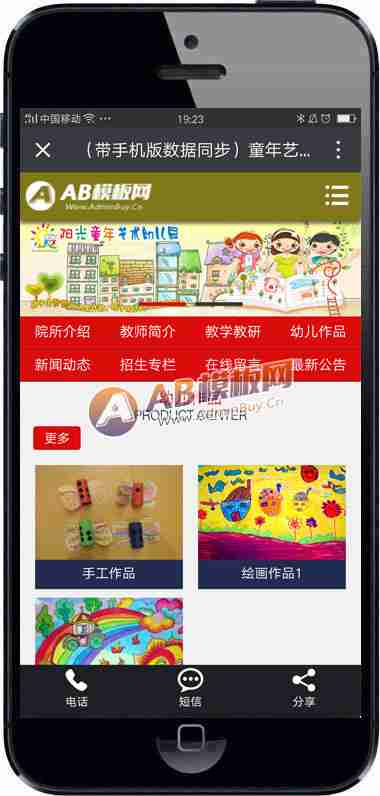 中国移动
19:23
（带手机版数据同步）童年艺...
AB模板网
Www.AdminBuy.Cn
阳光童年艺术幼儿园
院所介绍 教师简介 教学教研 幼儿作品
新闻动态 招生专栏 在线留言 最新公告
AB模板网
www.AdminBuy.Cn
PRODUCT CENTER
更多
手工作品 绘画作品1
电话 短信 分享